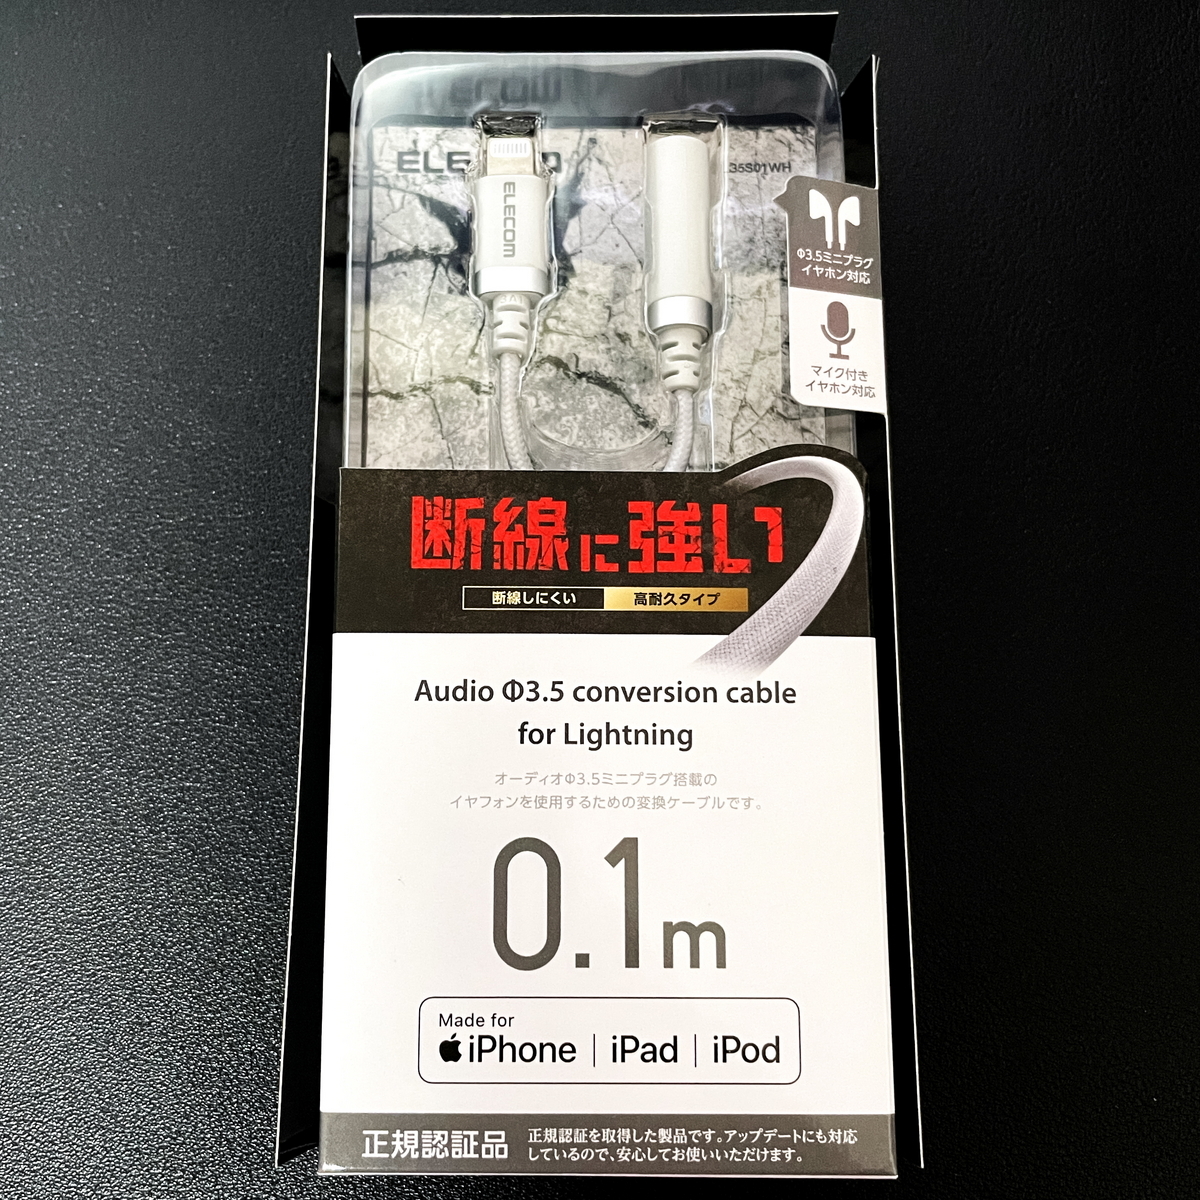 ELECOM
35S01WH
ELECOM
Φ3.5ミニプラグ
イヤホン対応
マイク付き
イヤホン対応
断線に強い
断線しにくい 高耐久タイプ
Audio Φ3.5 conversion cable
for Lightning
オーディオΦ3.5ミニプラグ搭載の
イヤフォンを使用するための変換ケーブルです。
0.1m
Made for
iPhone | iPad | iPod
正規認証品
正規認証を取得した製品です。アップデートにも対応
しているので、安心してお使いいただけます。